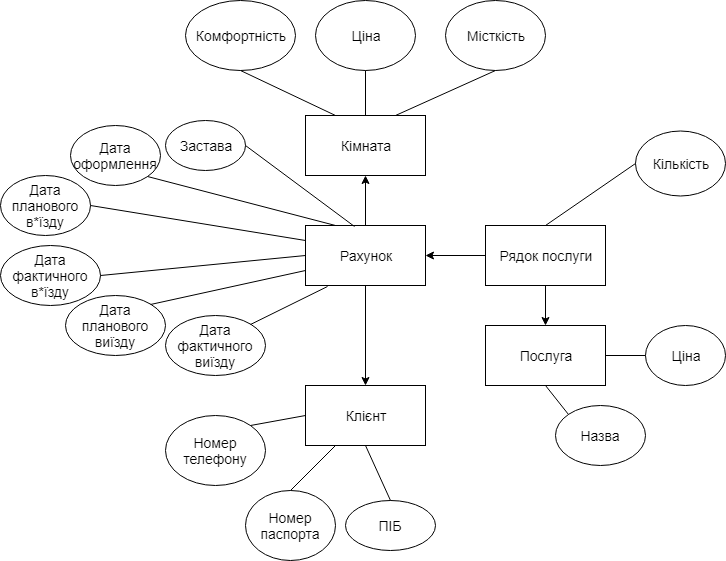 Комфортність
Ціна
Місткість
Кімната
Застава
Дата
оформлення
Дата
планового
в*їзду
Дата
фактичного
в*їзду
Дата
планового
виїзду
Дата
фактичного
виїзду
Рахунок
Рядок послуги
Кількість
Послуга
Ціна
Назва
Клієнт
Номер
телефону
Номер
паспорта
ПІБ